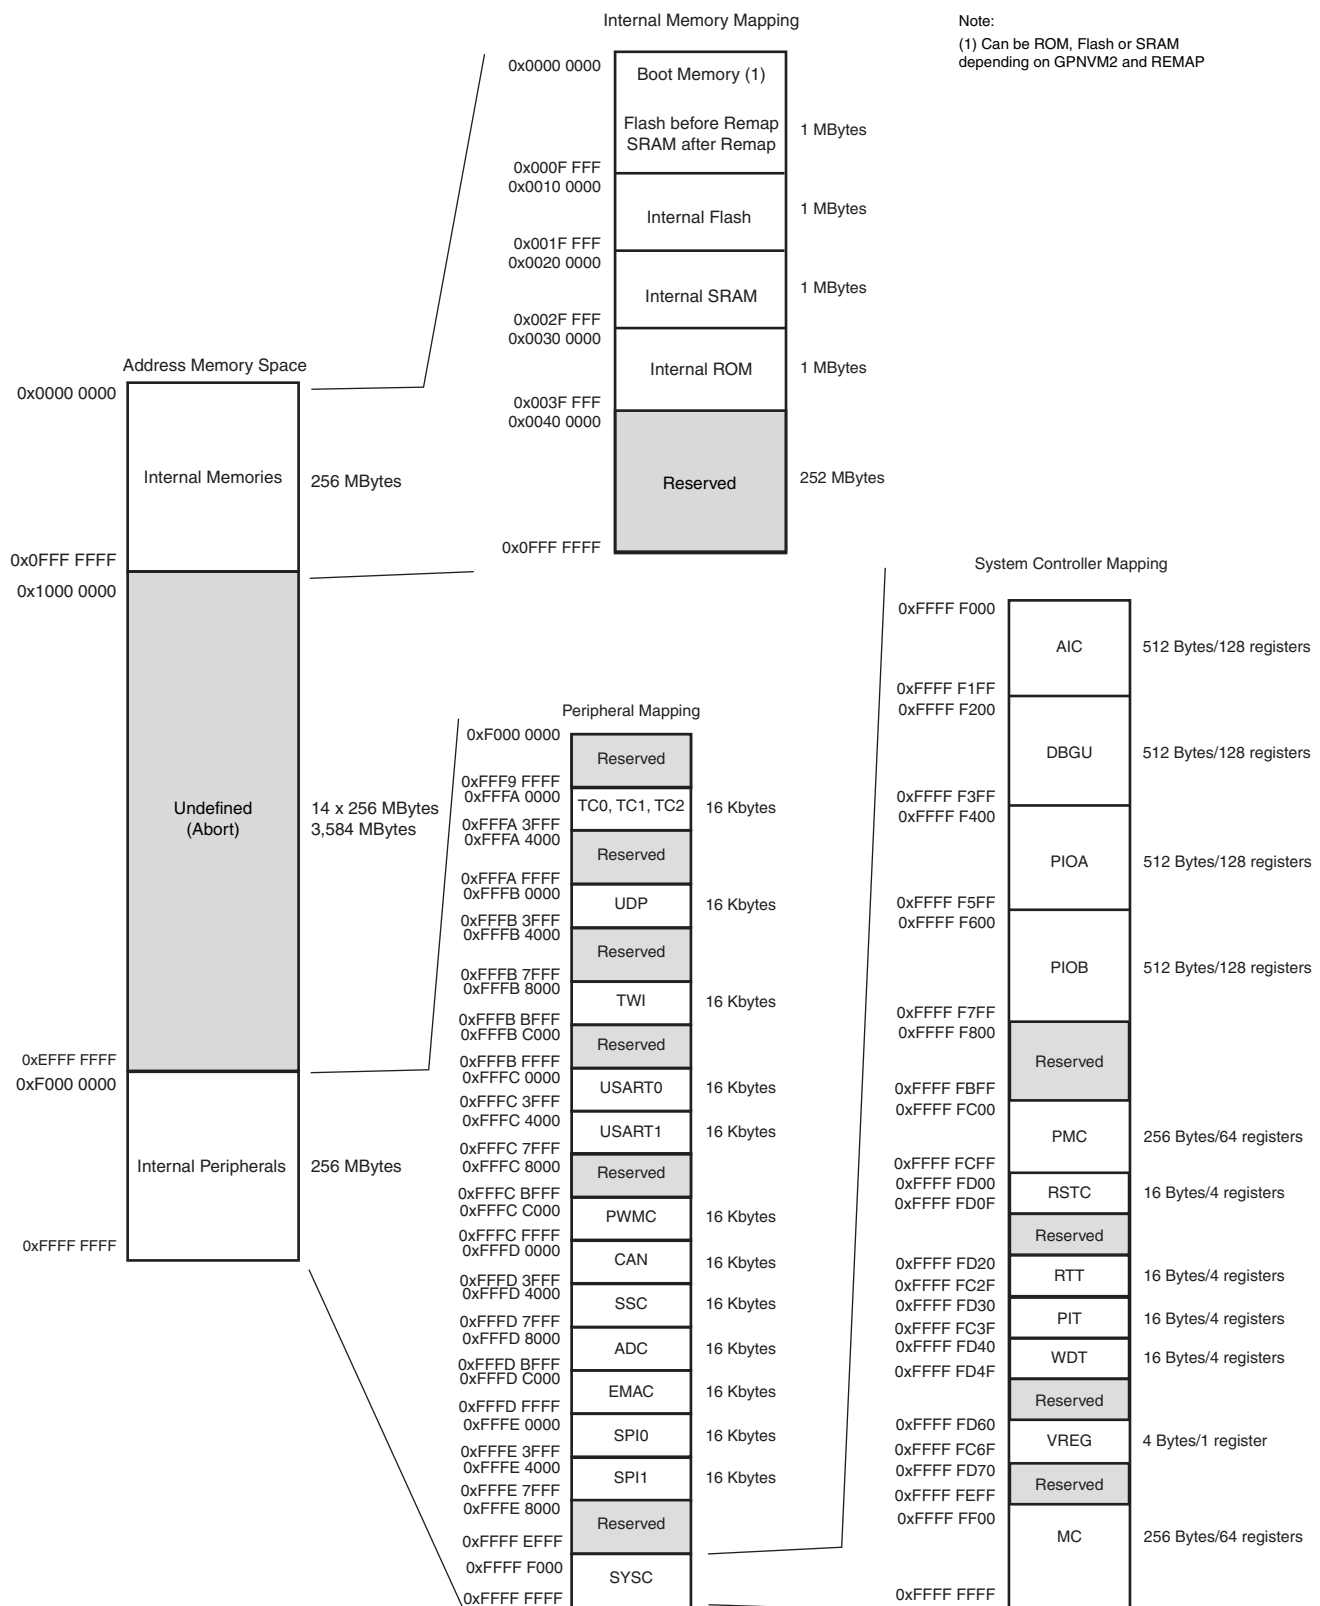 Internal Memory Mapping
Note:
(1) Can be ROM, Flash or SRAM
depending on GPNVM2 and REMAP
0x0000 0000
Boot Memory (1)
Flash before Remap
SRAM after Remap
1 MBytes
0x000F FFF
0x0010 0000
Internal Flash
1 MBytes
0x001F FFF
0x0020 0000
Internal SRAM
1 MBytes
0x002F FFF
0x0030 0000
Internal ROM
1 MBytes
0x003F FFF
0x0040 0000
Reserved
252 MBytes
0x0FFF FFFF
Address Memory Space
0x0000 0000
Internal Memories
256 MBytes
0x0FFF FFFF
0x1000 0000
Undefined
(Abort)
14 x 256 MBytes
3,584 MBytes
0xEFFF FFFF
0xF000 0000
Internal Peripherals
256 MBytes
0xFFFF FFFF
Peripheral Mapping
0xF000 0000
Reserved
0xFFF9 FFFF
0xFFFA 0000
TC0, TC1, TC2
16 Kbytes
0xFFFA 3FFF
0xFFFA 4000
Reserved
0xFFFA FFFF
0xFFFB 0000
UDP
16 Kbytes
0xFFFB 3FFF
0xFFFB 4000
Reserved
0xFFFB 7FFF
0xFFFB 8000
TWI
16 Kbytes
0xFFFB BFFF
0xFFFB C000
Reserved
0xFFFB FFFF
0xFFFC 0000
USART0
16 Kbytes
0xFFFC 3FFF
0xFFFC 4000
USART1
16 Kbytes
0xFFFC 7FFF
0xFFFC 8000
Reserved
0xFFFC BFFF
0xFFFC C000
PWMC
16 Kbytes
0xFFFC FFFF
0xFFFD 0000
CAN
16 Kbytes
0xFFFD 3FFF
0xFFFD 4000
SSC
16 Kbytes
0xFFFD 7FFF
0xFFFD 8000
ADC
16 Kbytes
0xFFFD BFFF
0xFFFD C000
EMAC
16 Kbytes
0xFFFD FFFF
0xFFFE 0000
SPI0
16 Kbytes
0xFFFE 3FFF
0xFFFE 4000
SPI1
16 Kbytes
0xFFFE 7FFF
0xFFFE 8000
Reserved
0xFFFF EFFF
0xFFFF F000
SYSC
0xFFFF FFFF
System Controller Mapping
0xFFFF F000
AIC
512 Bytes/128 registers
0xFFFF F1FF
0xFFFF F200
DBGU
512 Bytes/128 registers
0xFFFF F3FF
0xFFFF F400
PIOA
512 Bytes/128 registers
0xFFFF F5FF
0xFFFF F600
PIOB
512 Bytes/128 registers
0xFFFF F7FF
0xFFFF F800
Reserved
0xFFFF FBFF
0xFFFF FC00
PMC
256 Bytes/64 registers
0xFFFF FCFF
0xFFFF FD00
RSTC
16 Bytes/4 registers
0xFFFF FD0F
Reserved
0xFFFF FD20
RTT
16 Bytes/4 registers
0xFFFF FC2F
0xFFFF FD30
PIT
16 Bytes/4 registers
0xFFFF FC3F
0xFFFF FD40
WDT
16 Bytes/4 registers
0xFFFF FD4F
Reserved
0xFFFF FD60
VREG
4 Bytes/1 register
0xFFFF FC6F
0xFFFF FD70
Reserved
0xFFFF FEFF
0xFFFF FF00
MC
256 Bytes/64 registers
0xFFFF FFFF